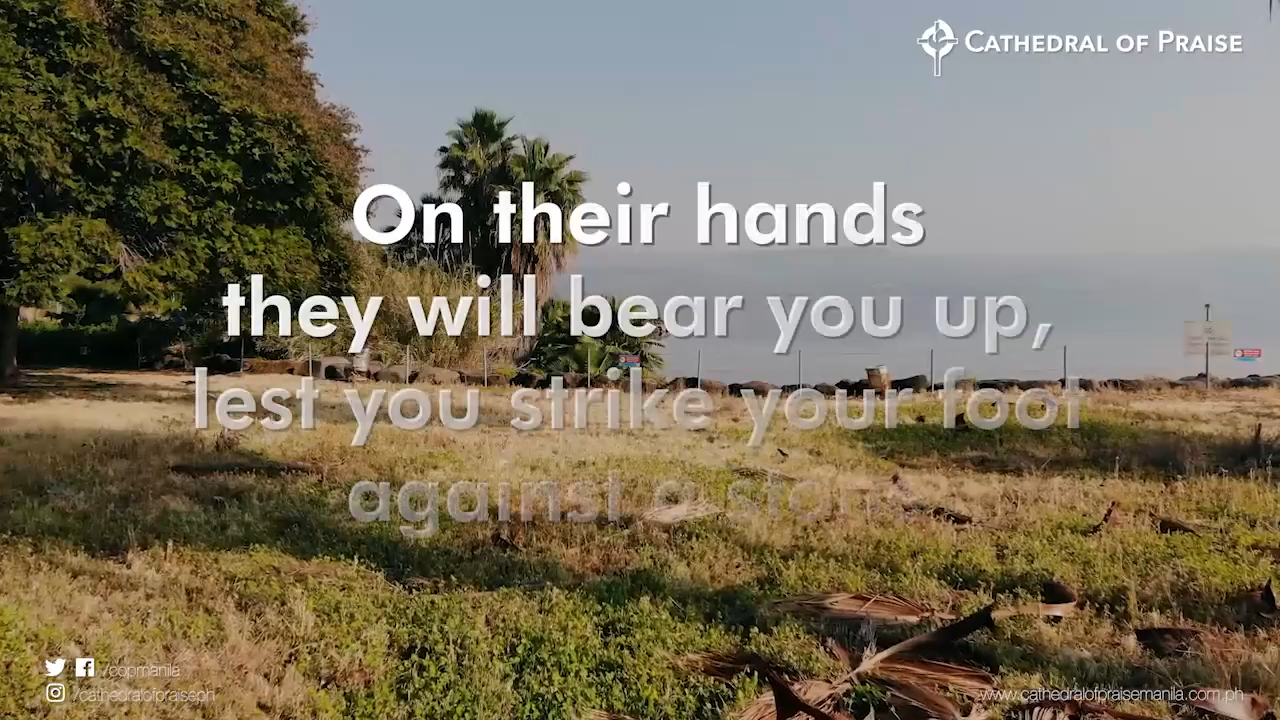 CATHEDRAL OF PRAISE
On their hands
they will bear you up,
lest you strike your foot
against a stone
/copmanila
/cathedralofpraiseph
www.cathedralofpraisemanila.com.ph